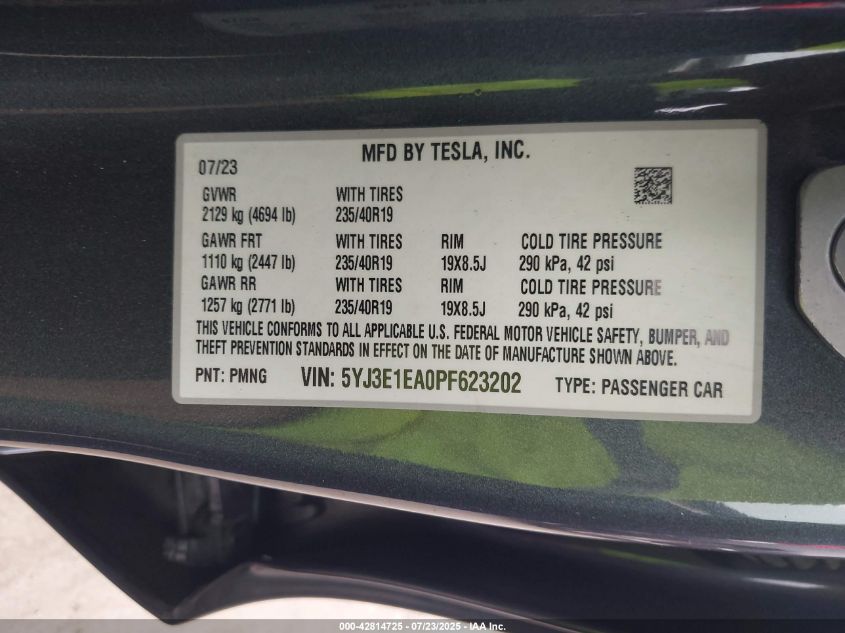 MFD BY TESLA, INC.
07/23
GVWR WITH TIRES
2129 kg (4694 lb) 235/40R19
GAWR FRT WITH TIRES RIM COLD TIRE PRESSURE
1110 kg (2447 lb) 235/40R19 19X8.5J 290 kPa, 42 psi
GAWR RR WITH TIRES RIM COLD TIRE PRESSURE
1257 kg (2771 lb) 235/40R19 19X8.5J 290 kPa, 42 psi
THIS VEHICLE CONFORMS TO ALL APPLICABLE U.S. FEDERAL MOTOR VEHICLE SAFETY, BUMPER, AND
THEFT PREVENTION STANDARDS IN EFFECT ON THE DATE OF MANUFACTURE SHOWN ABOVE.
PNT: PMNG VIN: 5YJ3E1EA0PF623202 TYPE: PASSENGER CAR
000-42814725 - 07/23/2025 - IAA.